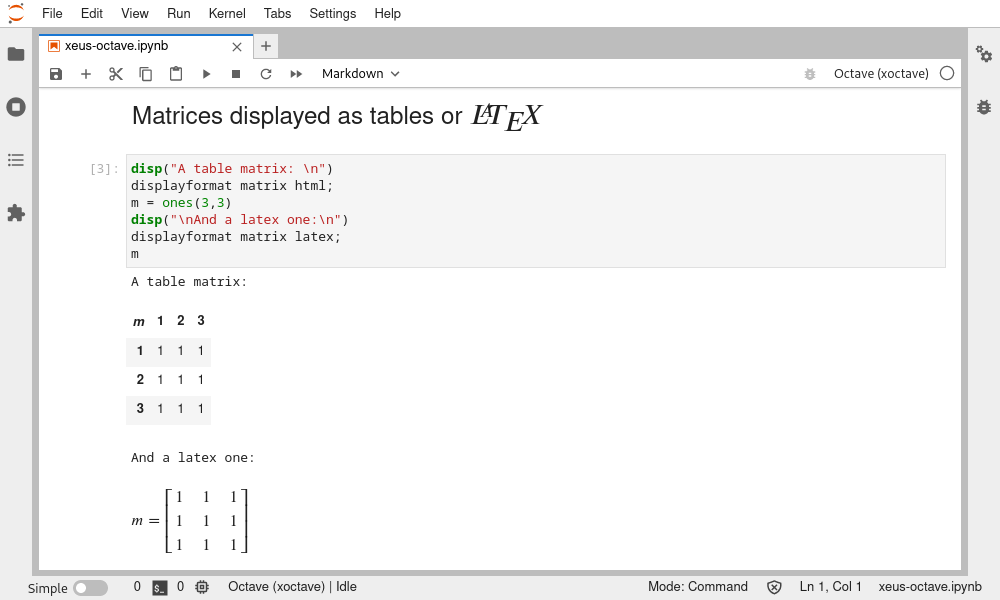 File Edit View Run Kernel Tabs Settings Help
xeus-octave.ipynb
Markdown
Octave (xoctave)
Matrices displayed as tables or LATEX
[3]:
disp("A table matrix: \n")
displayformat matrix html;
m = ones(3,3)
disp("\nAnd a latex one:\n")
displayformat matrix latex;
m
A table matrix:
m 1 2 3
1 1 1 1
2 1 1 1
3 1 1 1
And a latex one:
m = [1 1 1
1 1 1
1 1 1]
Simple 0 $_ 0 Octave (xoctave) | Idle Mode: Command Ln 1, Col 1 xeus-octave.ipynb